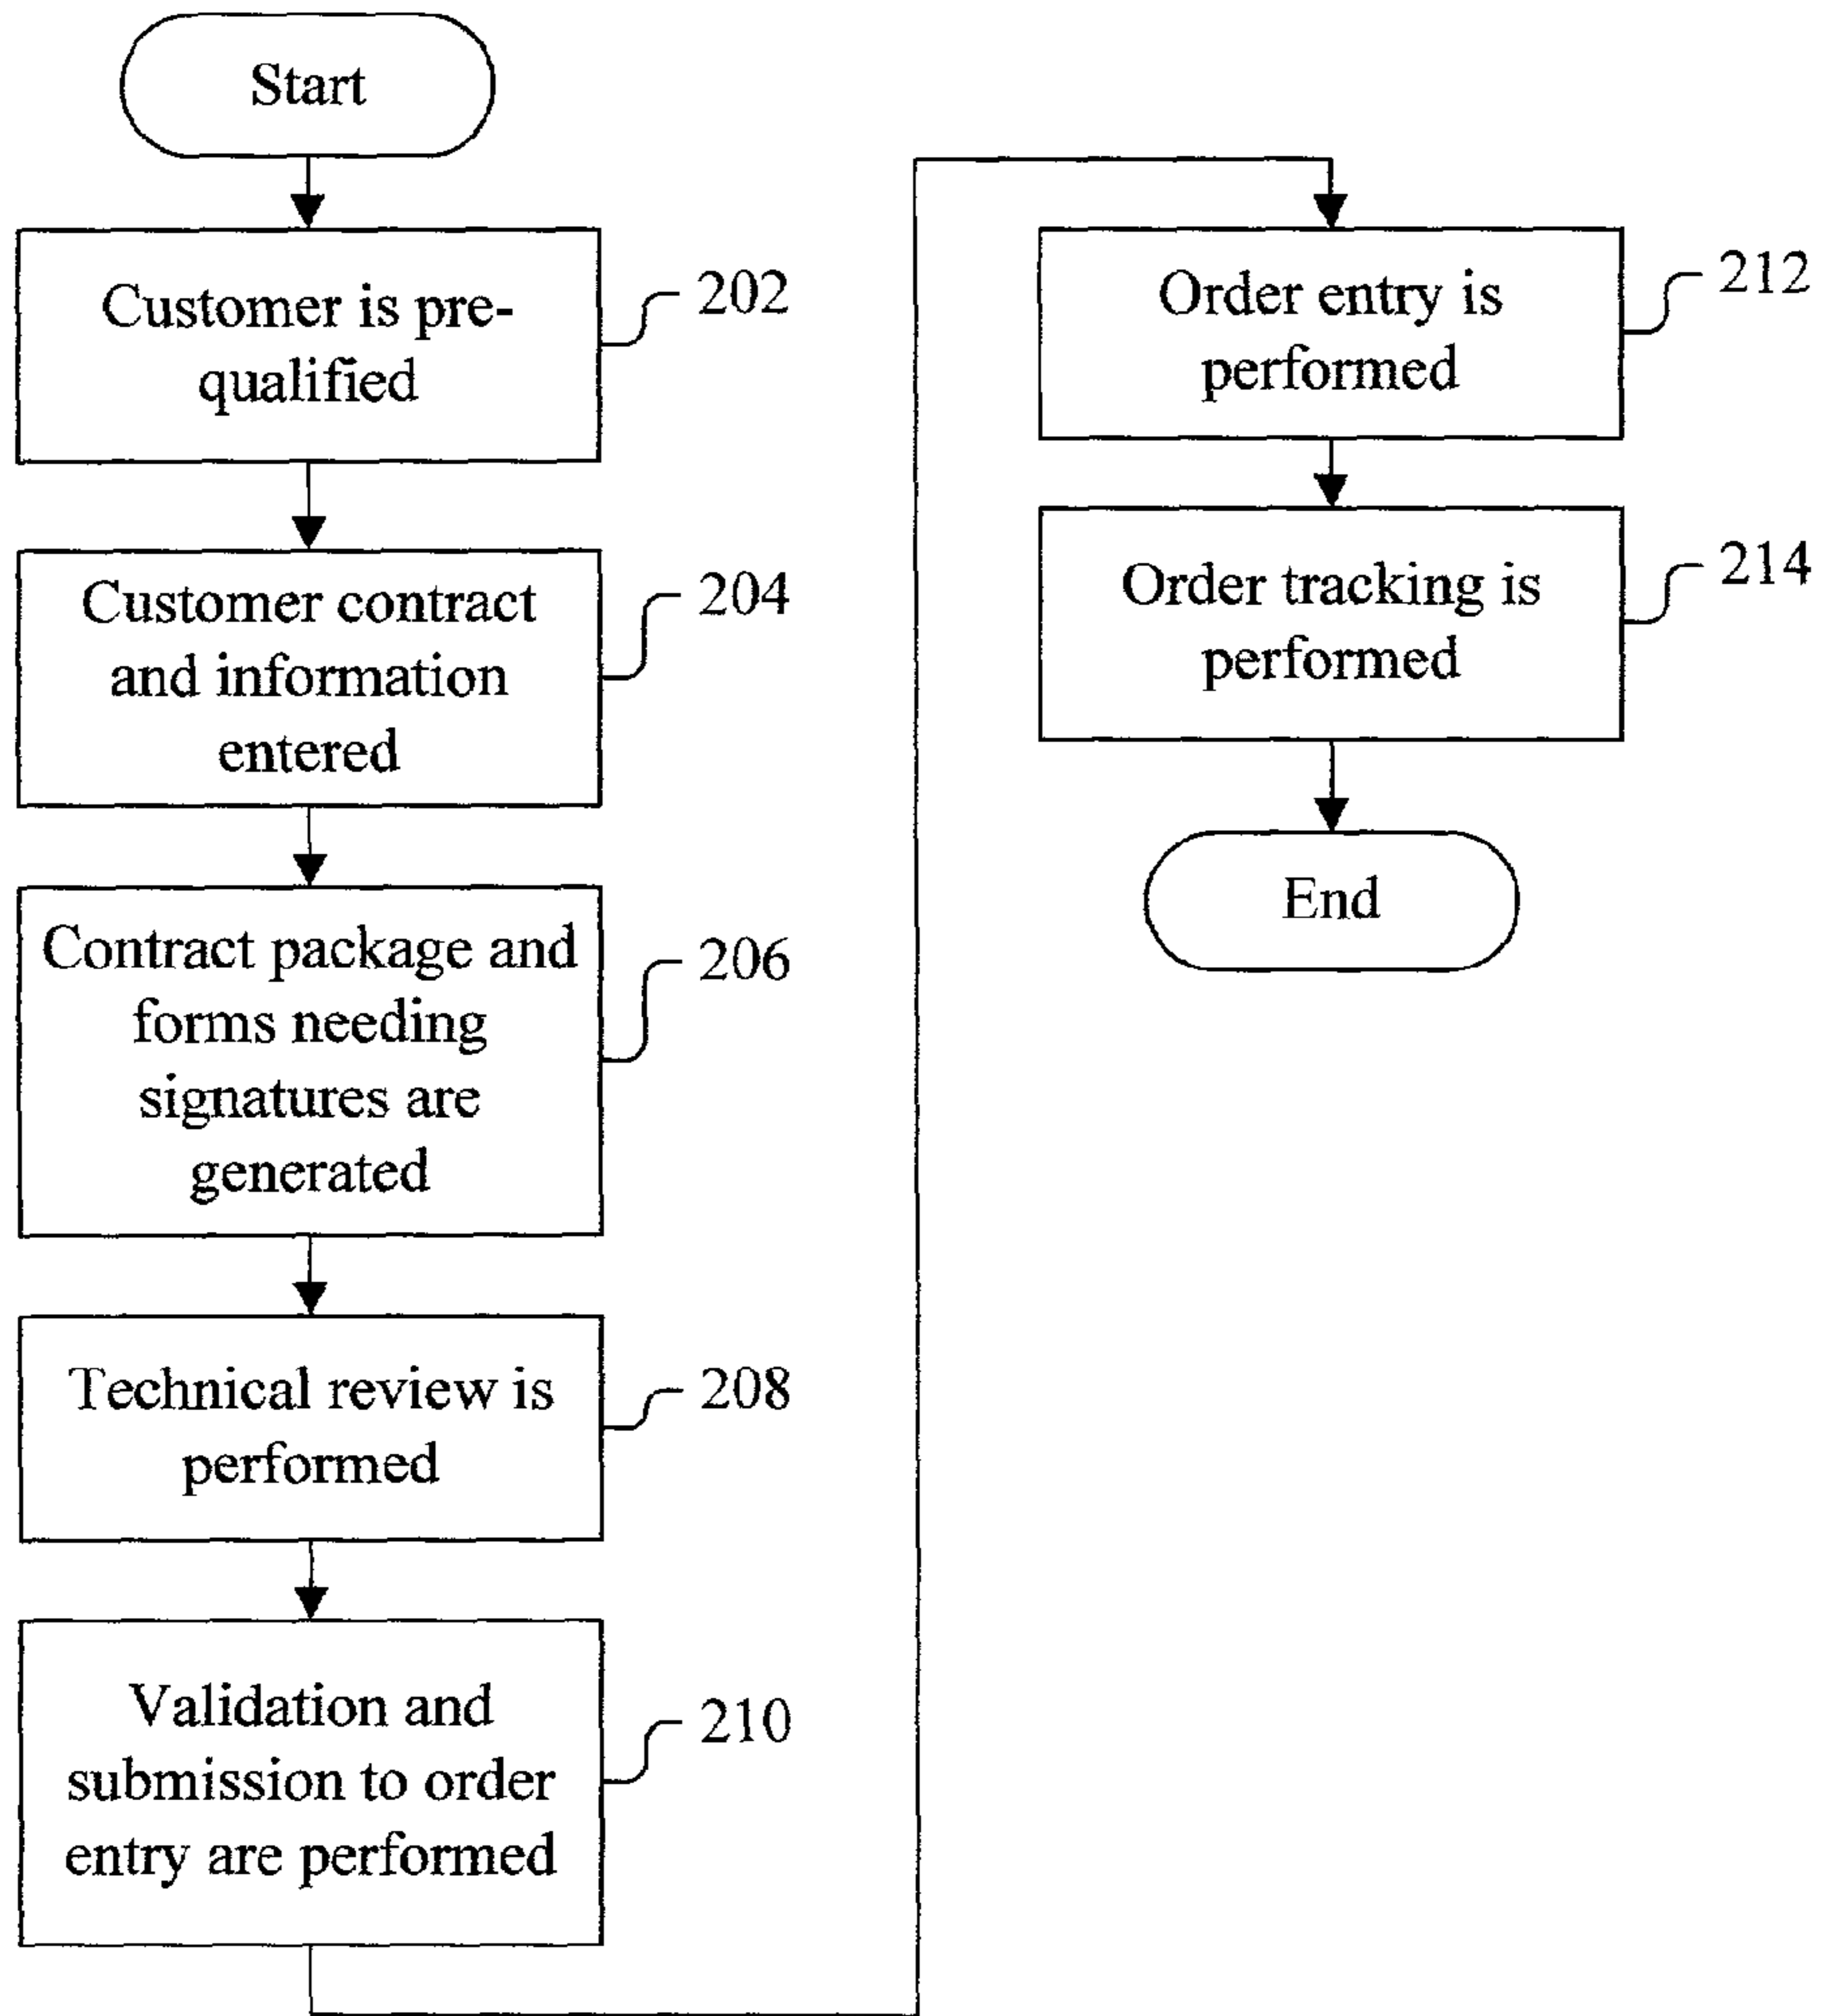 Start
Customer is pre-
qualified
202
Customer contract
and information
entered
204
Contract package and
forms needing
signatures are
generated
206
Technical review is
performed
208
Validation and
submission to order
entry are performed
210
Order entry is
performed
212
Order tracking is
performed
214
End